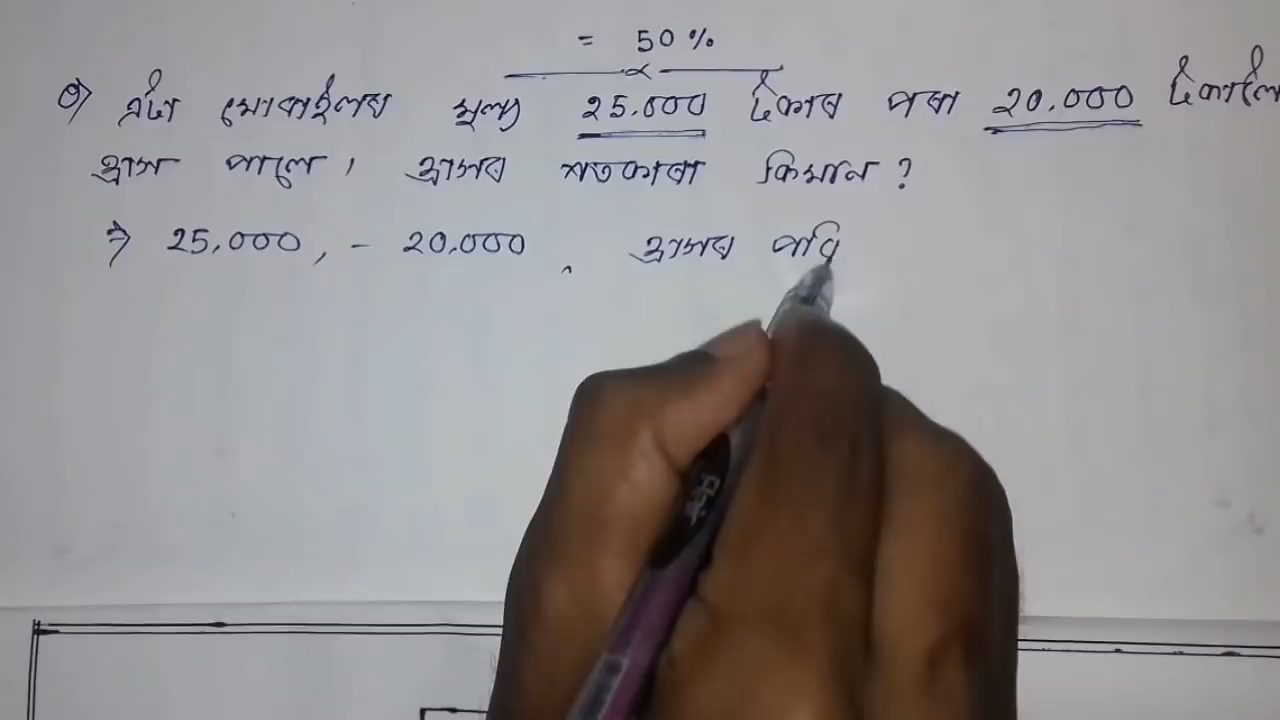 = 50 %
৩) এটা মোবাইলৰ মূল্য 25,000 টকাৰ পৰা 20,000 টকালৈ
হ্ৰাস পালে। হ্ৰাসৰ শতকৰা কিমান ?
⇒ 25,000, - 20,000 , হ্ৰাসৰ পৰি